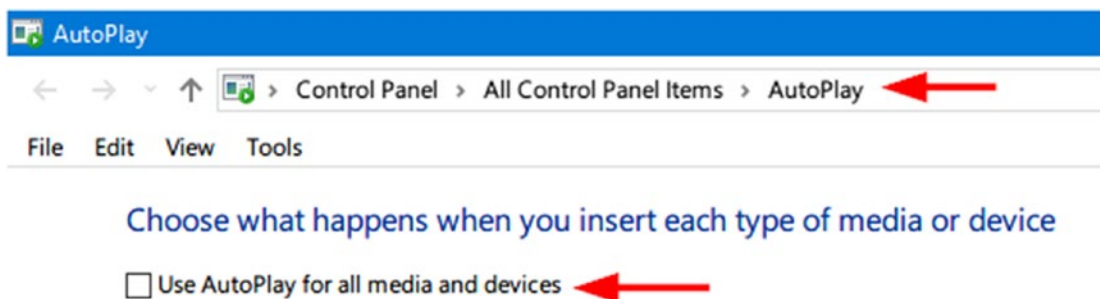 AutoPlay
Control Panel > All Control Panel Items > AutoPlay
File Edit View Tools
Choose what happens when you insert each type of media or device
Use AutoPlay for all media and devices